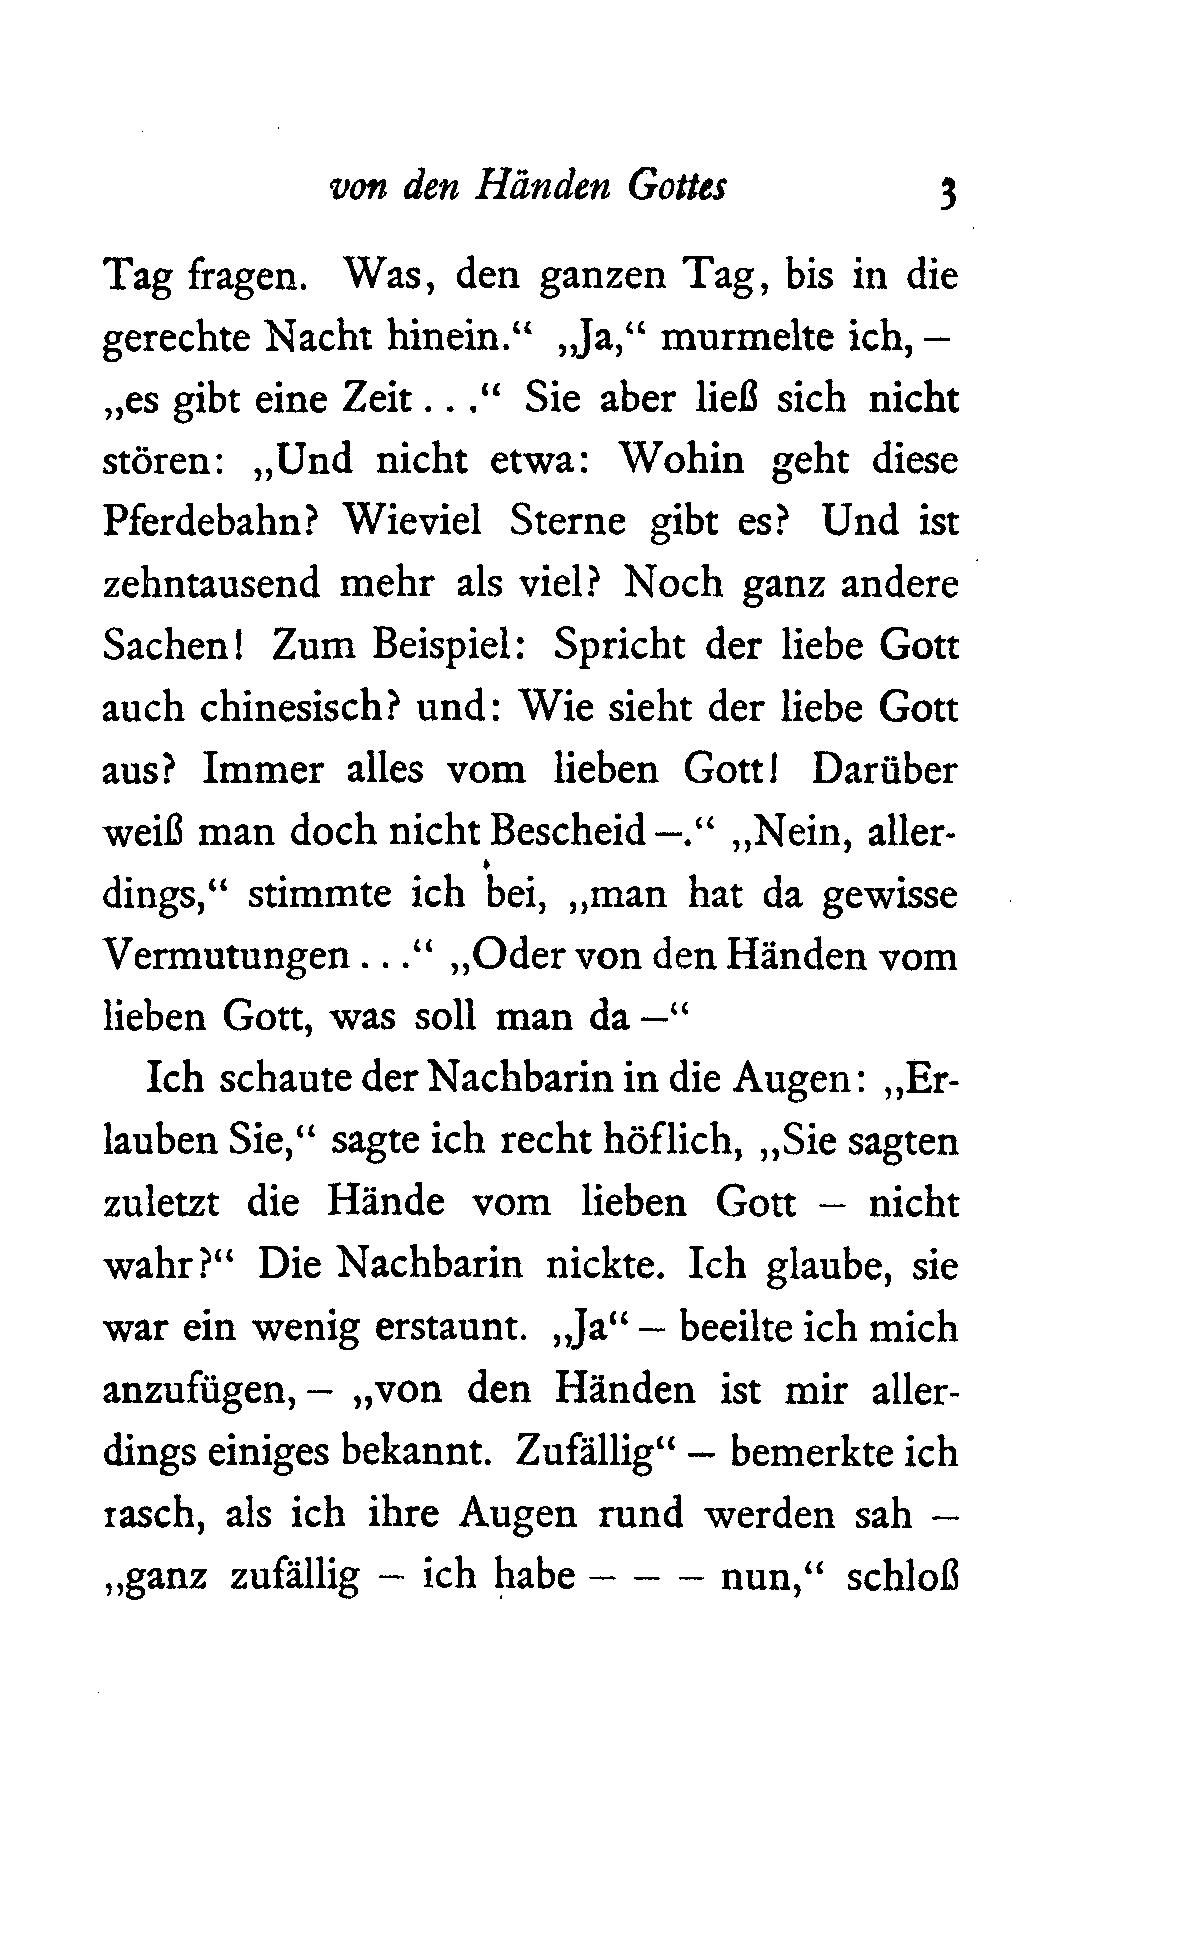 von den Händen Gottes 3
Tag fragen. Was, den ganzen Tag, bis in die
gerechte Nacht hinein.“ „Ja,“ murmelte ich, –
„es gibt eine Zeit . . .“ Sie aber ließ sich nicht
stören: „Und nicht etwa: Wohin geht diese
Pferdebahn? Wieviel Sterne gibt es? Und ist
zehntausend mehr als viel? Noch ganz andere
Sachen! Zum Beispiel: Spricht der liebe Gott
auch chinesisch? und: Wie sieht der liebe Gott
aus? Immer alles vom lieben Gott! Darüber
weiß man doch nicht Bescheid –.“ „Nein, aller-
dings,“ stimmte ich bei, „man hat da gewisse
Vermutungen . . .“ „Oder von den Händen vom
lieben Gott, was soll man da –“
Ich schaute der Nachbarin in die Augen: „Er-
lauben Sie,“ sagte ich recht höflich, „Sie sagten
zuletzt die Hände vom lieben Gott – nicht
wahr?“ Die Nachbarin nickte. Ich glaube, sie
war ein wenig erstaunt. „Ja“ – beeilte ich mich
anzufügen, – „von den Händen ist mir aller-
dings einiges bekannt. Zufällig“ – bemerkte ich
rasch, als ich ihre Augen rund werden sah –
„ganz zufällig – ich habe – – – nun,“ schloß